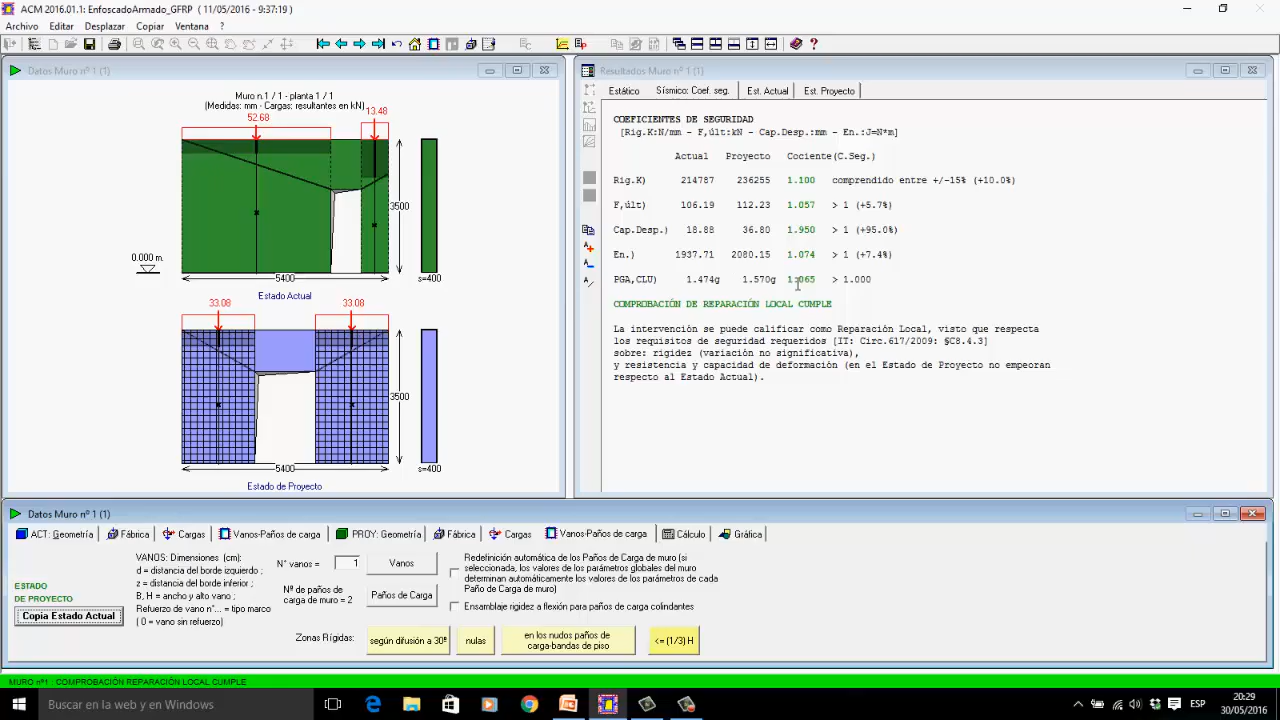 ACM 2016.01.1: EnfoscadoArmado_GFRP ( 11/05/2016 - 9:37:19 )
Archivo Editar Desplazar Copiar Ventana ?
Datos Muro nº 1 (1)
Muro n.1 / 1 - planta 1 / 1
(Medidas: mm - Cargas: resultantes en kN)
52.68
13.48
3500
0.000 m.
5400
s=400
Estado Actual
33.08
33.08
3500
5400
s=400
Estado de Proyecto
Resultados Muro nº 1 (1)
Estático Sísmico: Coef. seg. Est. Actual Est. Proyecto
COEFICIENTES DE SEGURIDAD
[Rig.K:N/mm - F,últ:kN - Cap.Desp.:mm - En.:J=N*m]
Actual Proyecto Cociente(C.Seg.)
Rig.K) 214787 236255 1.100 comprendido entre +/-15% (+10.0%)
F,últ) 106.19 112.23 1.057 > 1 (+5.7%)
Cap.Desp.) 18.88 36.80 1.950 > 1 (+95.0%)
En.) 1937.71 2080.15 1.074 > 1 (+7.4%)
PGA,CLU) 1.474g 1.570g 1.065 > 1.000
COMPROBACIÓN DE REPARACIÓN LOCAL CUMPLE
La intervención se puede calificar como Reparación Local, visto que respecta
los requisitos de seguridad requeridos [IT: Circ.617/2009: §C8.4.3]
sobre: rigidez (variación no significativa),
y resistencia y capacidad de deformación (en el Estado de Proyecto no empeoran
respecto al Estado Actual).
Datos Muro nº 1 (1)
ACT: Geometría Fábrica Cargas Vanos-Paños de carga PROY: Geometría Fábrica Cargas Vanos-Paños de carga Cálculo Gráfica
ESTADO
DE PROYECTO
Copia Estado Actual
VANOS: Dimensiones (cm):
d = distancia del borde izquierdo ;
z = distancia del borde inferior ;
B, H = ancho y alto vano ;
Refuerzo de vano n°... = tipo marco
( 0 = vano sin refuerzo)
N° vanos = 1 Vanos
Nº de paños de
carga de muro = 2
Paños de Carga
Redefinición automática de los Paños de Carga de muro (si
seleccionada, los valores de los parámetros globales del muro
determinan automáticamente los valores de los parámetros de cada
Paño de Carga de muro)
Ensamblaje rigidez a flexión para paños de carga colindantes
Zonas Rígidas: según difusión a 30º nulas
en los nudos paños de
carga-bandas de piso
<= (1/3) H
MURO nº1 : COMPROBACIÓN REPARACIÓN LOCAL CUMPLE
Buscar en la web y en Windows
ESP
20:29
30/05/2016